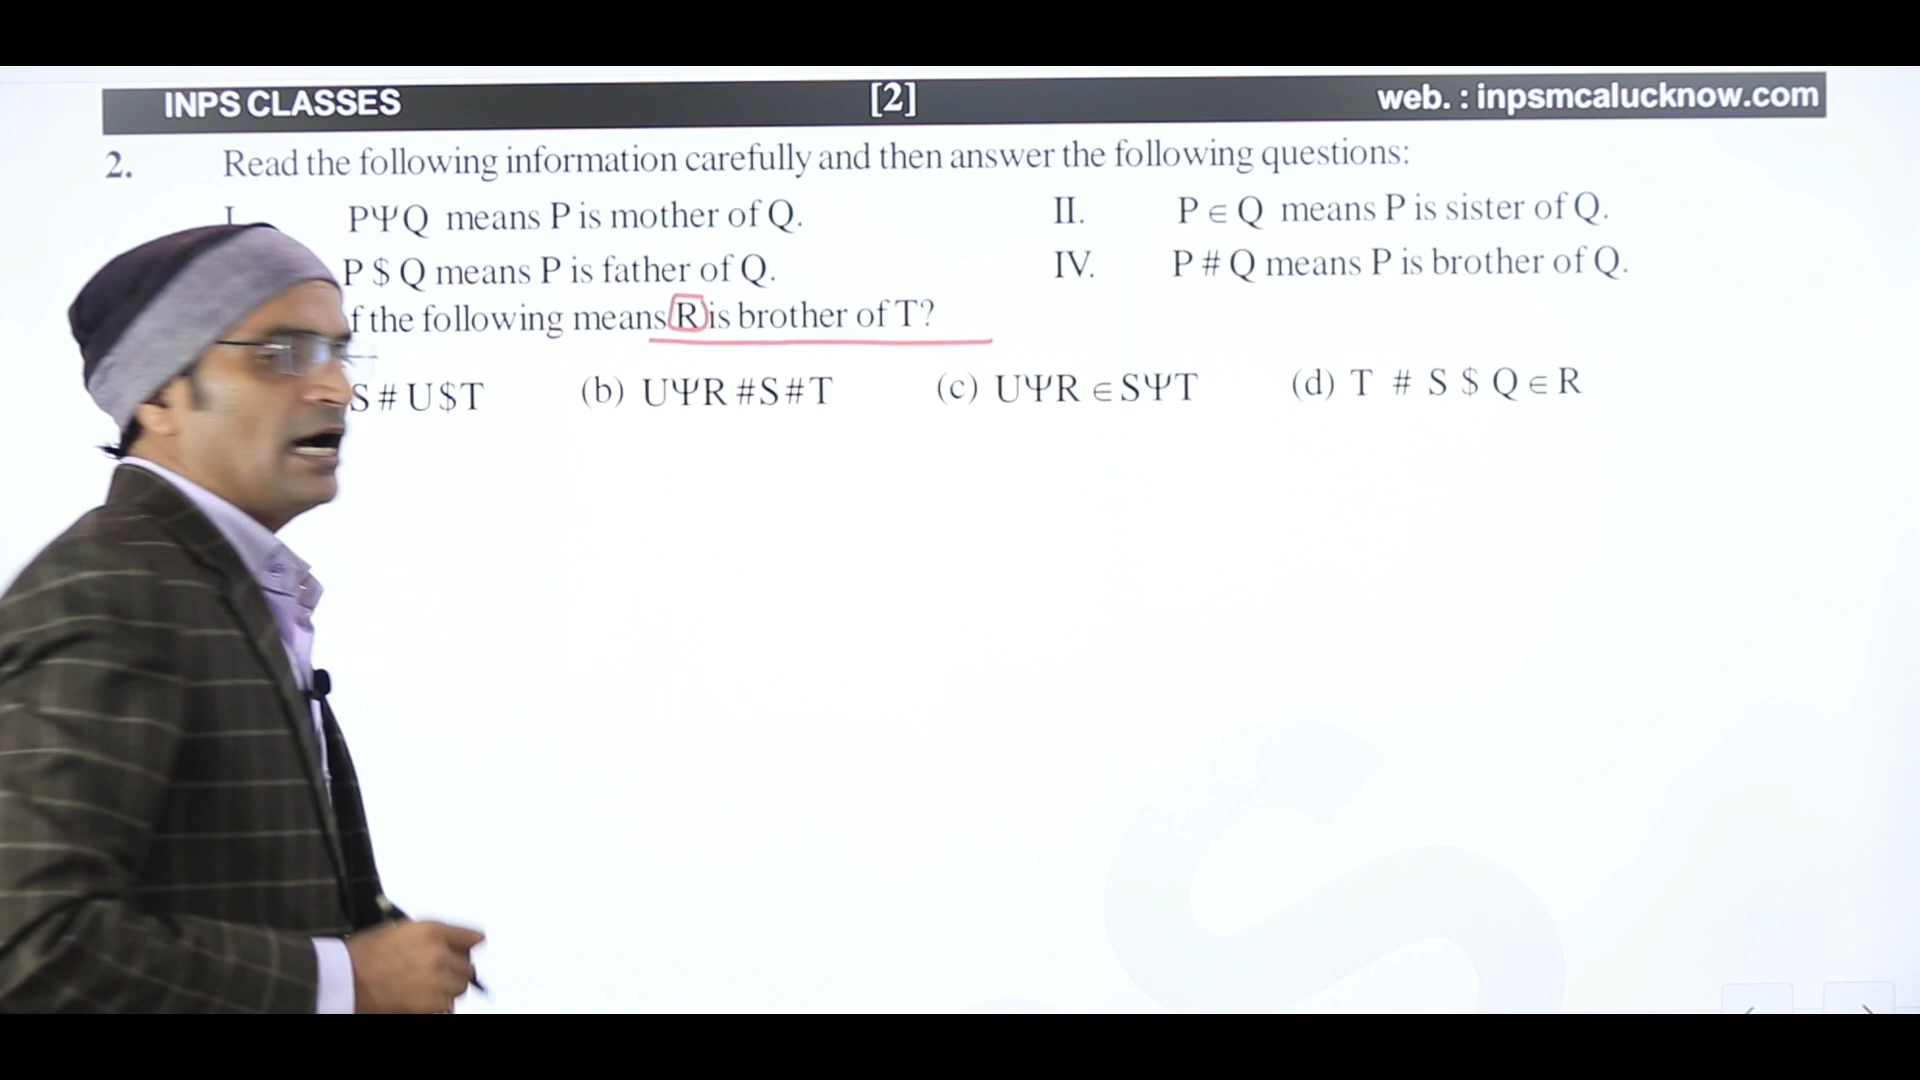 INPS CLASSES [2] web. : inpsmcalucknow.com
2. Read the following information carefully and then answer the following questions:
I. PΨQ means P is mother of Q. II. P ∈ Q means P is sister of Q.
P $ Q means P is father of Q. IV. P # Q means P is brother of Q.
f the following means R is brother of T?
S # U $ T (b) UΨR #S #T (c) UΨR ∈ SΨT (d) T # S $ Q ∈ R